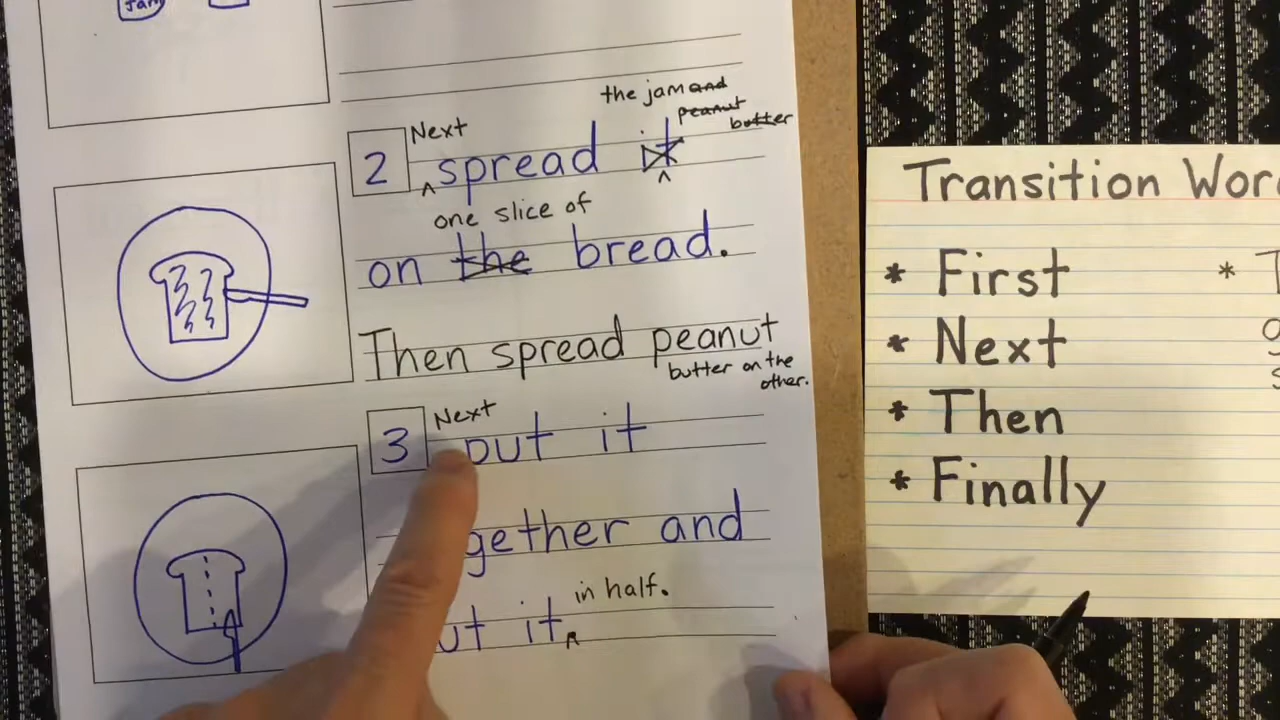 Jam
the jam and
peanut
butter
Next
2 spread it
one slice of
on the bread.
Then spread peanut
butter on the
other.
Next
3 put it
gether and
in half.
ut it
Transition Wor
* First
* Next
* Then
* Finally
* T